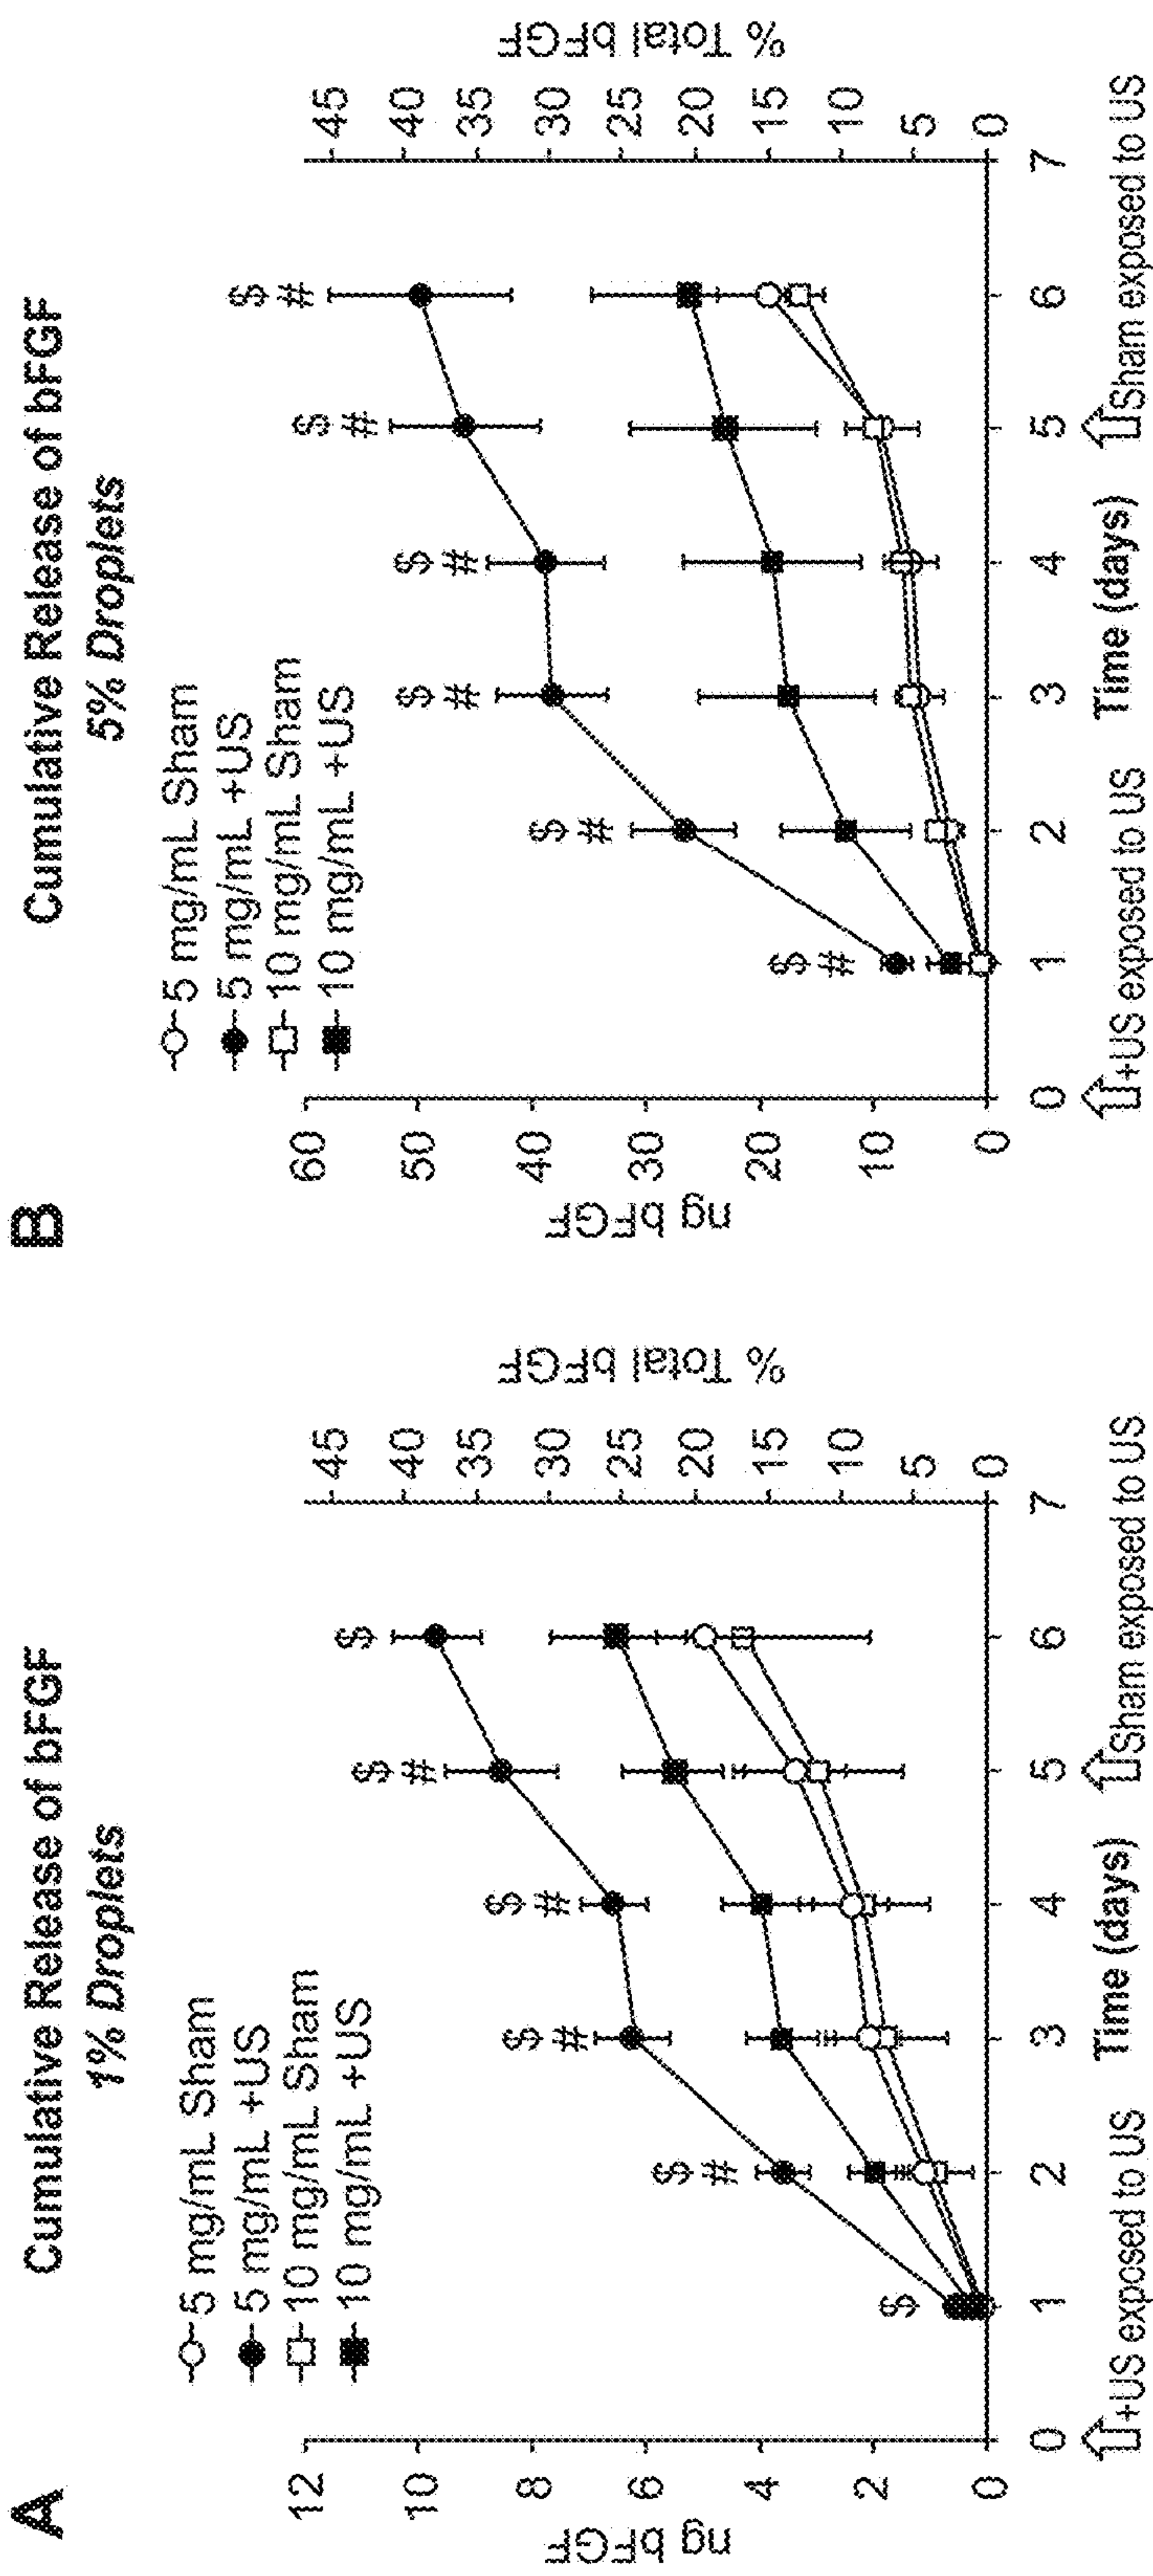 A
Cumulative Release of bFGF
1% Droplets
5 mg/mL Sham
5 mg/mL +US
10 mg/mL Sham
10 mg/mL +US
ng bFGF
12
10
8
6
4
2
0
% Total bFGF
45
40
35
30
25
20
15
10
5
0
$
$
#
$
#
$
#
$
#
$
0 1 2 3 4 5 6 7
Time (days)
+US exposed to US
Sham exposed to US
B
Cumulative Release of bFGF
5% Droplets
5 mg/mL Sham
5 mg/mL +US
10 mg/mL Sham
10 mg/mL +US
ng bFGF
60
50
40
30
20
10
0
% Total bFGF
45
40
35
30
25
20
15
10
5
0
$
#
$
#
$
#
$
#
$
#
$
#
0 1 2 3 4 5 6 7
Time (days)
+US exposed to US
Sham exposed to US